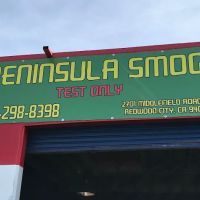 PENINSULA SMOG
TEST ONLY
-298-8398
2701 MIDDLEFIELD ROAD
REDWOOD CITY, CA 940